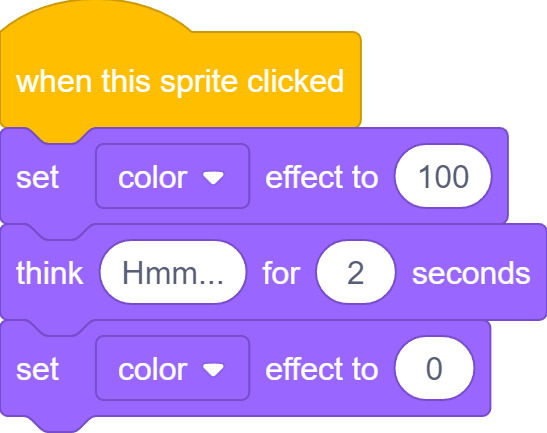 when this sprite clicked
set color effect to 100
think Hmm... for 2 seconds
set color effect to 0